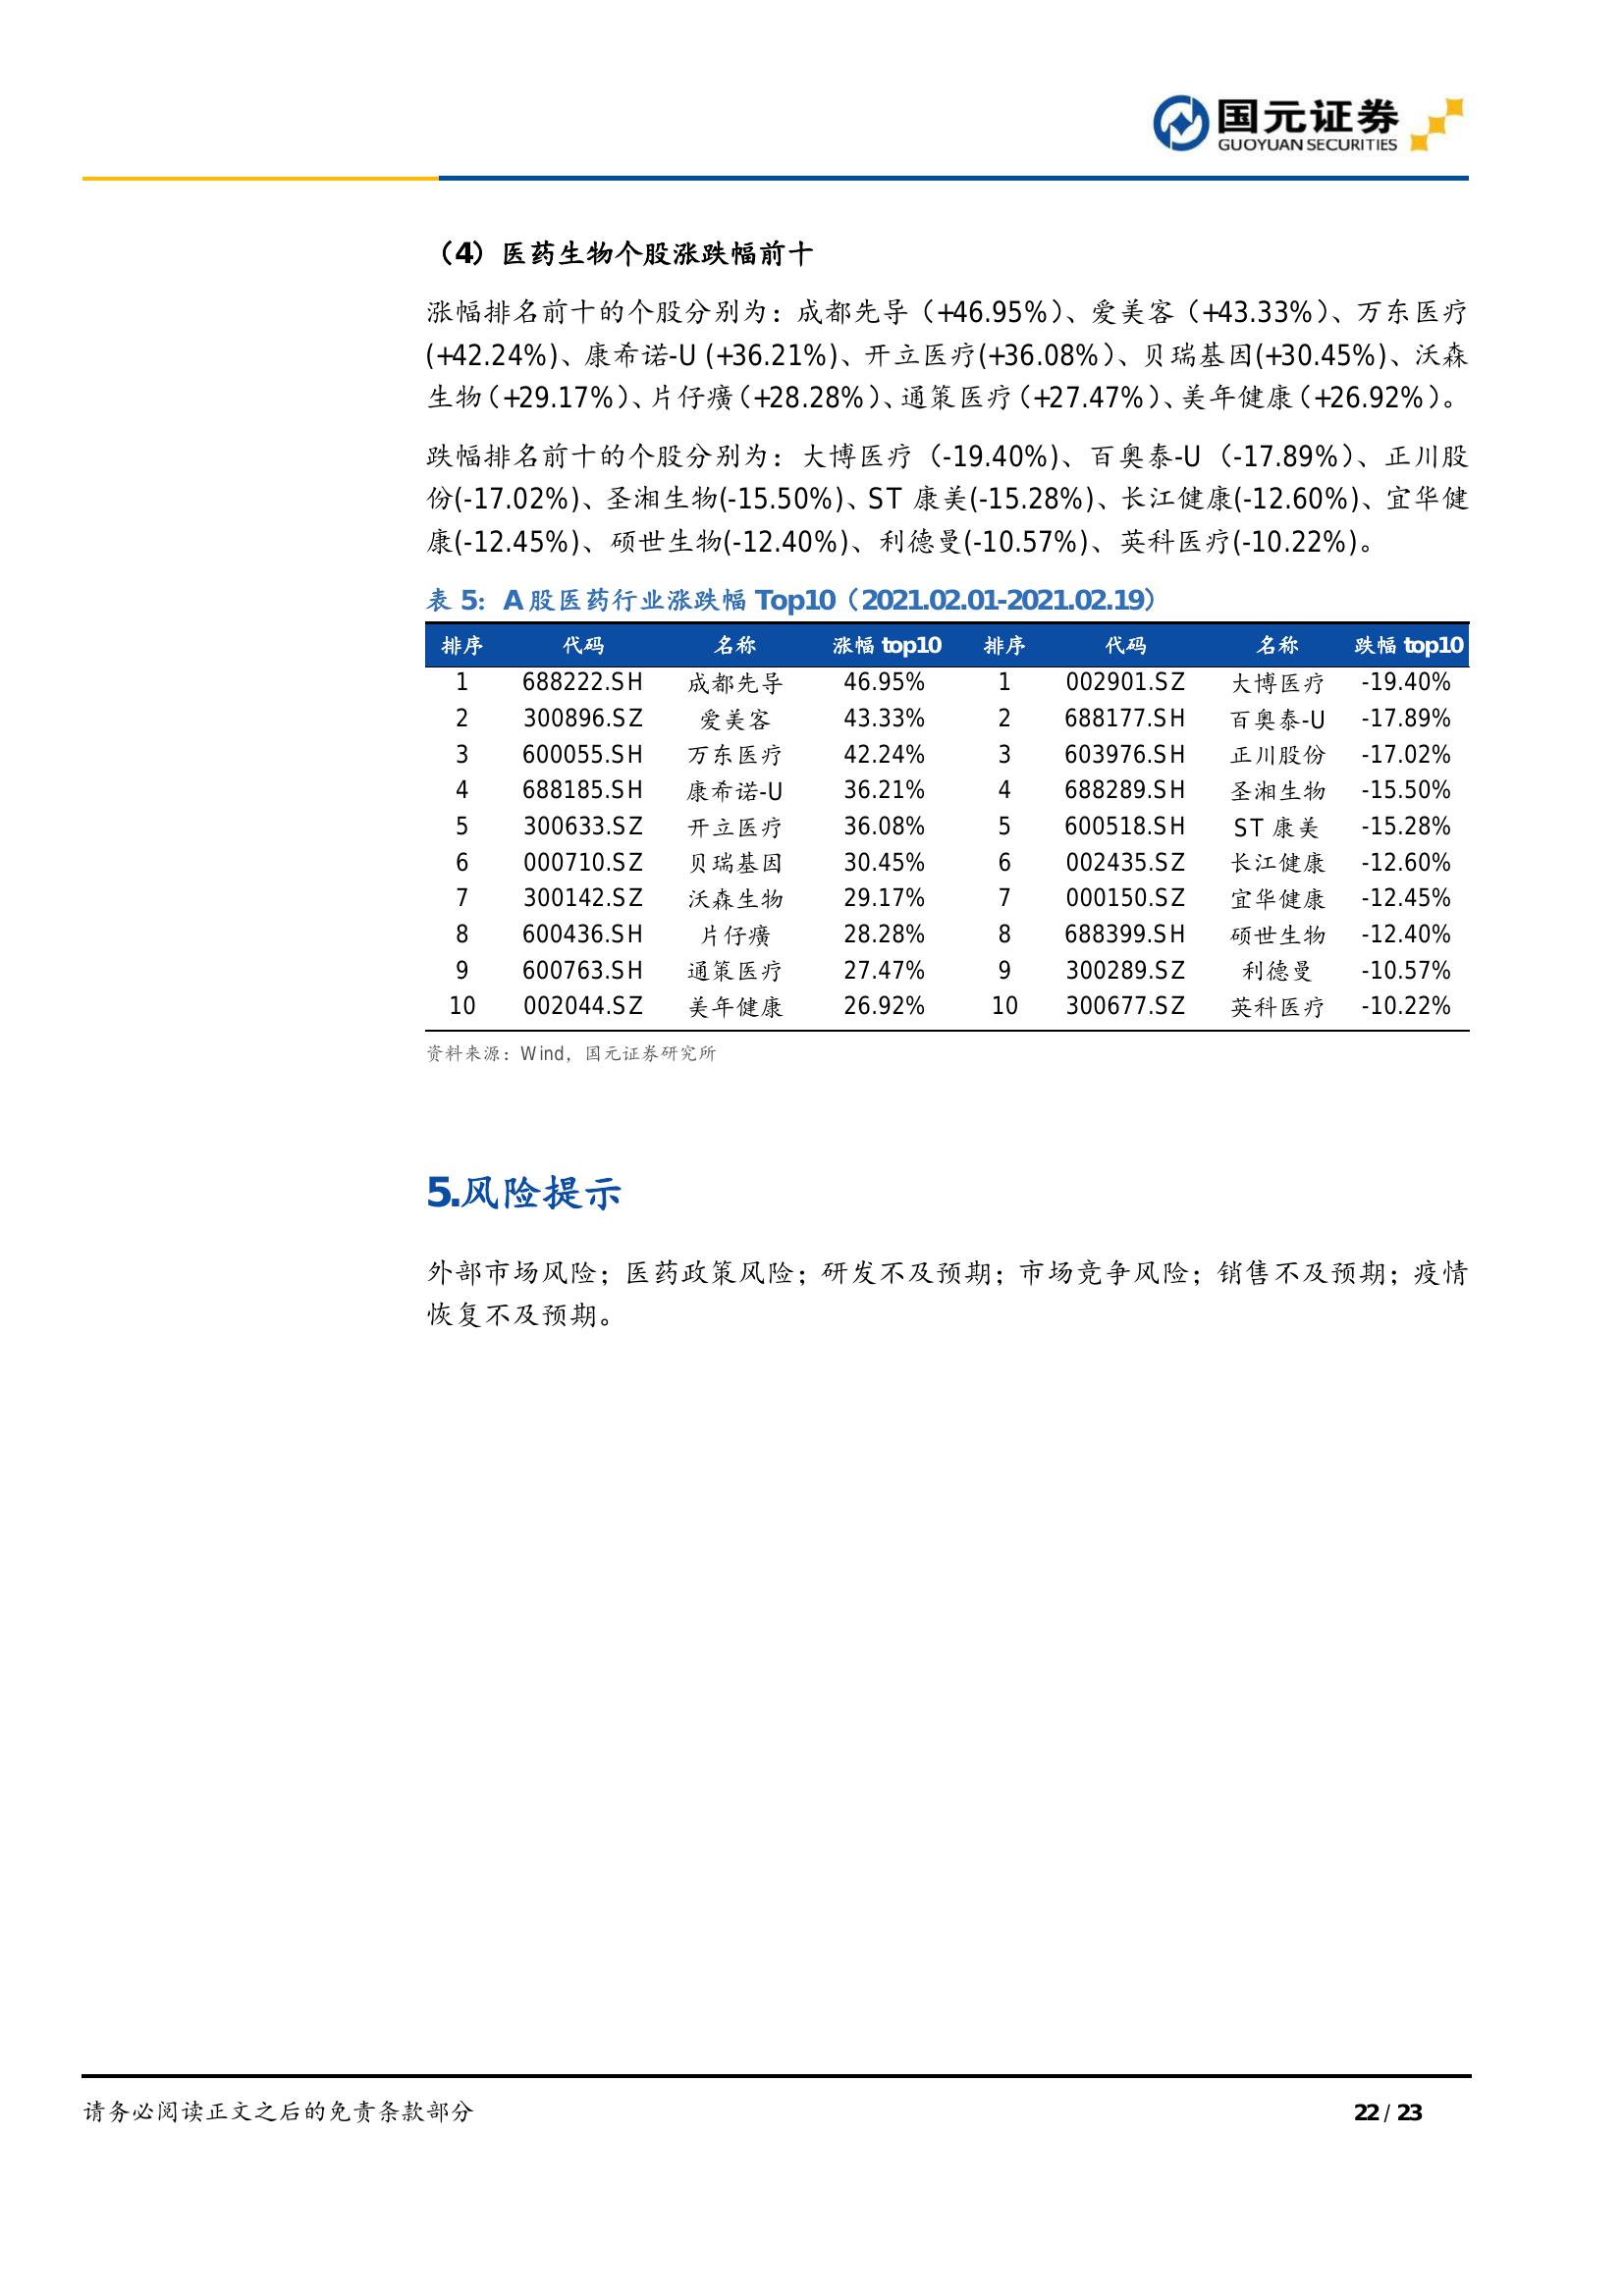 国元证券
GUOYUAN SECURITIES
（4）医药生物个股涨跌幅前十
涨幅排名前十的个股分别为：成都先导（+46.95%）、爱美客（+43.33%）、万东医疗
(+42.24%)、康希诺-U (+36.21%)、开立医疗(+36.08%）、贝瑞基因(+30.45%)、沃森
生物（+29.17%）、片仔癀（+28.28%）、通策医疗（+27.47%）、美年健康（+26.92%）。
跌幅排名前十的个股分别为：大博医疗（-19.40%)、百奥泰-U（-17.89%）、正川股
份(-17.02%)、圣湘生物(-15.50%)、ST 康美(-15.28%)、长江健康(-12.60%)、宜华健
康(-12.45%)、硕世生物(-12.40%)、利德曼(-10.57%)、英科医疗(-10.22%)。
表 5：A 股医药行业涨跌幅 Top10（2021.02.01-2021.02.19）
排序 代码 名称 涨幅 top10 排序 代码 名称 跌幅 top10
1 688222.SH 成都先导 46.95% 1 002901.SZ 大博医疗 -19.40%
2 300896.SZ 爱美客 43.33% 2 688177.SH 百奥泰-U -17.89%
3 600055.SH 万东医疗 42.24% 3 603976.SH 正川股份 -17.02%
4 688185.SH 康希诺-U 36.21% 4 688289.SH 圣湘生物 -15.50%
5 300633.SZ 开立医疗 36.08% 5 600518.SH ST 康美 -15.28%
6 000710.SZ 贝瑞基因 30.45% 6 002435.SZ 长江健康 -12.60%
7 300142.SZ 沃森生物 29.17% 7 000150.SZ 宜华健康 -12.45%
8 600436.SH 片仔癀 28.28% 8 688399.SH 硕世生物 -12.40%
9 600763.SH 通策医疗 27.47% 9 300289.SZ 利德曼 -10.57%
10 002044.SZ 美年健康 26.92% 10 300677.SZ 英科医疗 -10.22%
资料来源：Wind，国元证券研究所
5.风险提示
外部市场风险；医药政策风险；研发不及预期；市场竞争风险；销售不及预期；疫情
恢复不及预期。
请务必阅读正文之后的免责条款部分
22 / 23